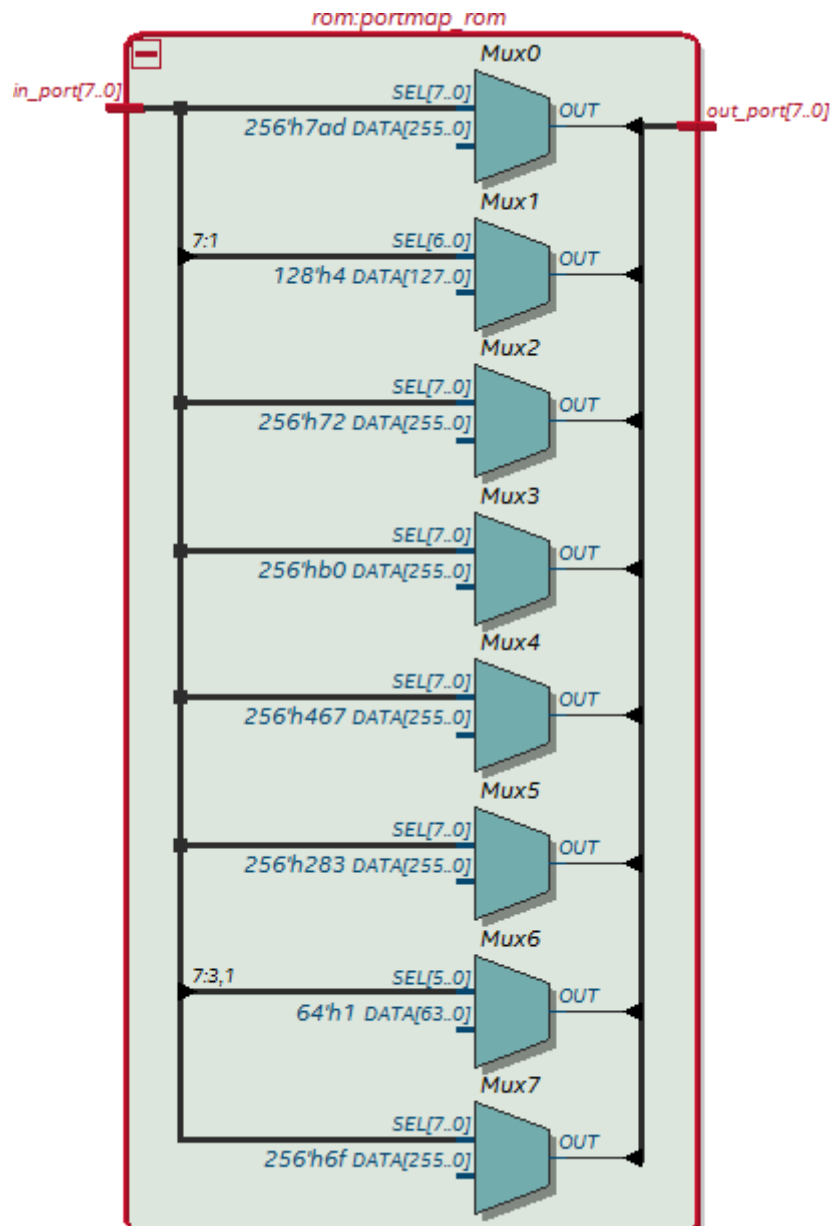 rom:portmap_rom
in_port[7..0]
out_port[7..0]
Mux0
SEL[7..0]
OUT
256'h7ad DATA[255..0]
Mux1
7:1
SEL[6..0]
OUT
128'h4 DATA[127..0]
Mux2
SEL[7..0]
OUT
256'h72 DATA[255..0]
Mux3
SEL[7..0]
OUT
256'hb0 DATA[255..0]
Mux4
SEL[7..0]
OUT
256'h467 DATA[255..0]
Mux5
SEL[7..0]
OUT
256'h283 DATA[255..0]
Mux6
7:3,1
SEL[5..0]
OUT
64'h1 DATA[63..0]
Mux7
SEL[7..0]
OUT
256'h6f DATA[255..0]